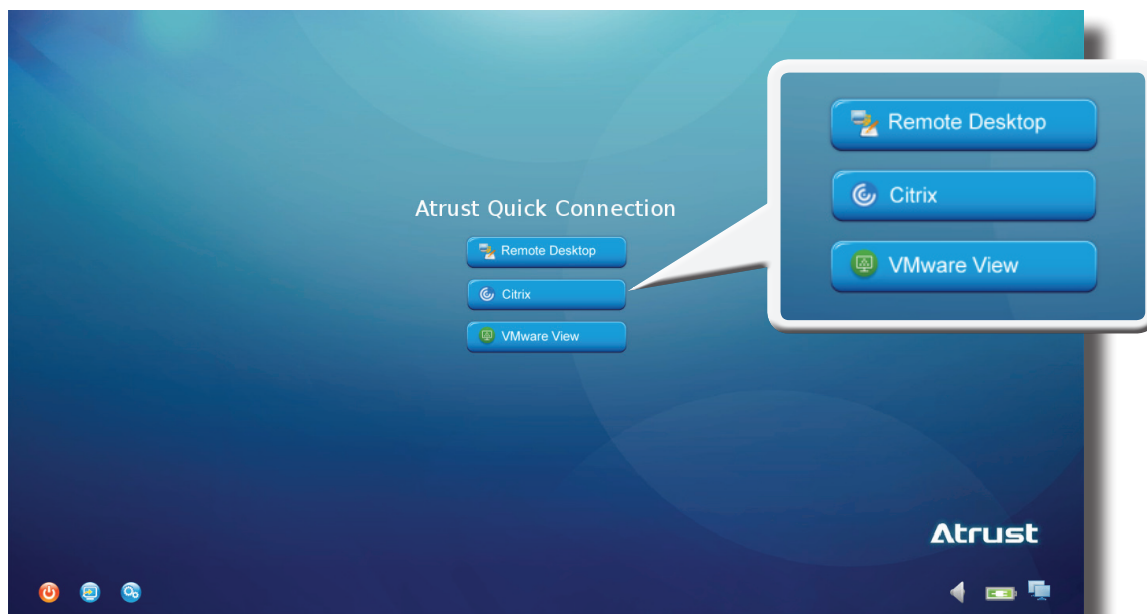 Atrust Quick Connection
Remote Desktop
Citrix
VMware View
Remote Desktop
Citrix
VMware View
Atrust